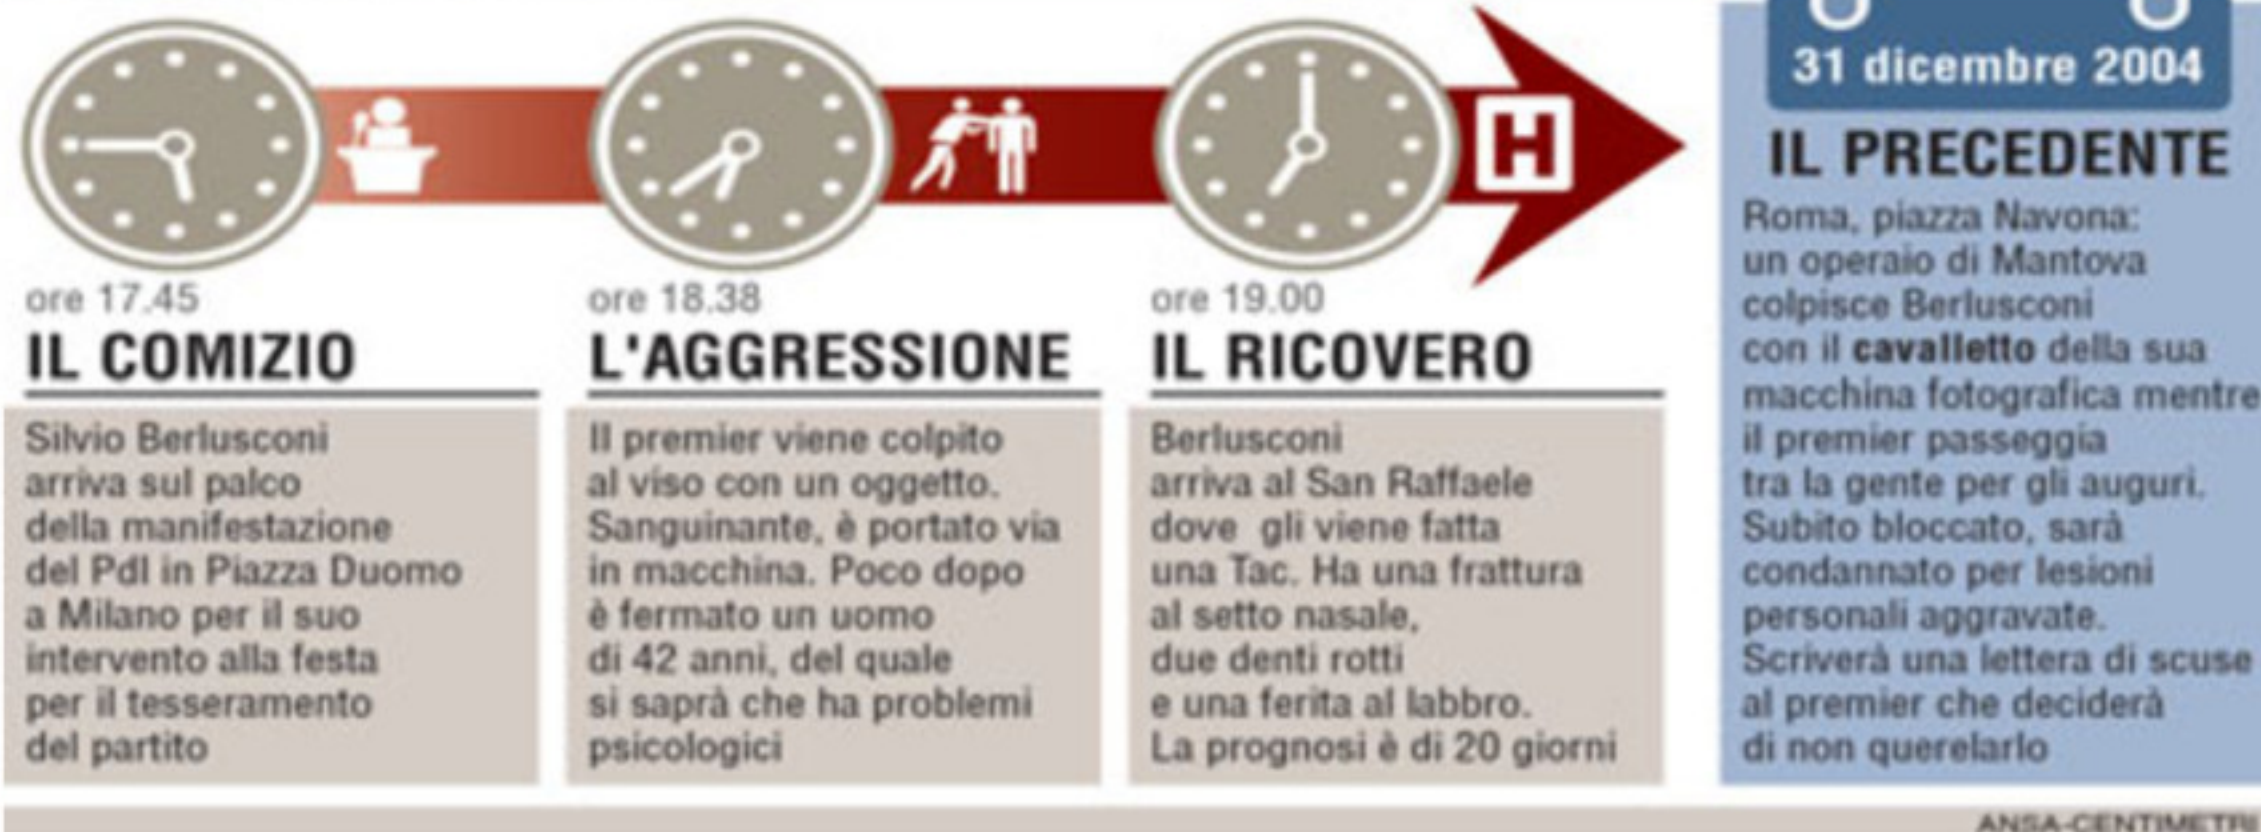 ore 17.45
IL COMIZIO
Silvio Berlusconi
arriva sul palco
della manifestazione
del Pdl in Piazza Duomo
a Milano per il suo
intervento alla festa
per il tesseramento
del partito
ore 18.38
L'AGGRESSIONE
Il premier viene colpito
al viso con un oggetto.
Sanguinante, è portato via
in macchina. Poco dopo
è fermato un uomo
di 42 anni, del quale
si saprà che ha problemi
psicologici
H
ore 19.00
IL RICOVERO
Berlusconi
arriva al San Raffaele
dove gli viene fatta
una Tac. Ha una frattura
al setto nasale,
due denti rotti
e una ferita al labbro.
La prognosi è di 20 giorni
31 dicembre 2004
IL PRECEDENTE
Roma, piazza Navona:
un operaio di Mantova
colpisce Berlusconi
con il cavalletto della sua
macchina fotografica mentre
il premier passeggia
tra la gente per gli auguri.
Subito bloccato, sarà
condannato per lesioni
personali aggravate.
Scriverà una lettera di scuse
al premier che deciderà
di non querelarlo
ANSA-CENTIMETRI